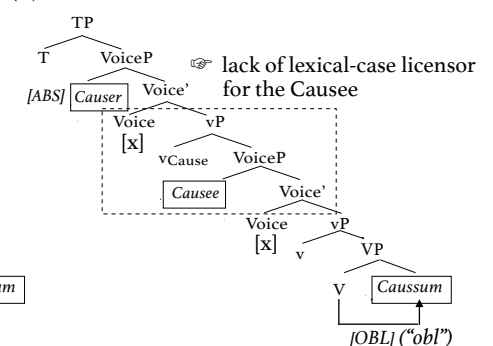 TP
T VoiceP
☞ lack of lexical-case licensor
for the Causee
[ABS] Causer Voice’
Voice vP
[x]
vCause VoiceP
Causee Voice’
Voice vP
[x] v VP
um V Caussum
[OBL] (“obl”)